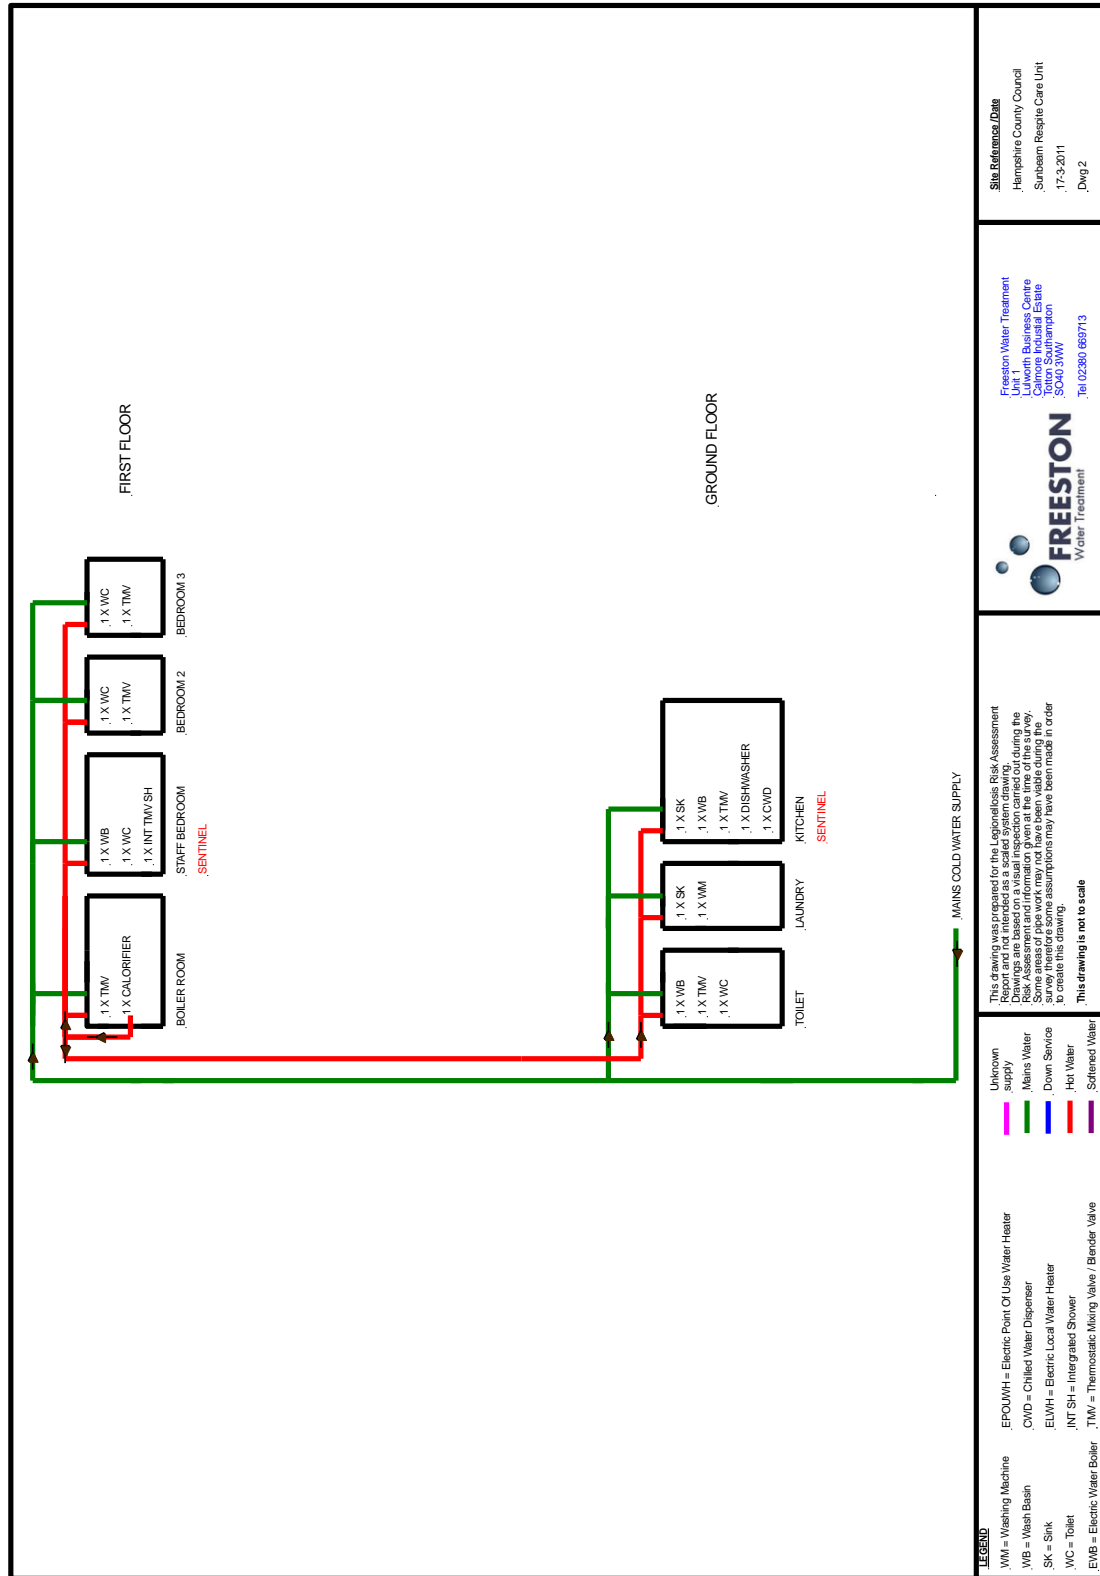 FIRST FLOOR
1 X TMV
1 X CALORIFIER
BOILER ROOM
1 X WB
1 X WC
1 X INT TMV SH
STAFF BEDROOM
SENTINEL
1 X WC
1 X TMV
BEDROOM 2
1 X WC
1 X TMV
BEDROOM 3
GROUND FLOOR
1 X WB
1 X TMV
1 X WC
TOILET
1 X SK
1 X WM
LAUNDRY
1 X SK
1 X WB
1 X TMV
1 X DISHWASHER
1 X CWD
KITCHEN
SENTINEL
MAINS COLD WATER SUPPLY
LEGEND
WM = Washing Machine
WB = Wash Basin
SK = Sink
WC = Toilet
EWB = Electric Water Boiler
EPOUWH = Electric Point Of Use Water Heater
CWD = Chilled Water Dispenser
ELWH = Electric Local Water Heater
INT SH = Intergrated Shower
TMV = Thermostatic Mixing Valve / Blender Valve
Unknown
supply
Mains Water
Down Service
Hot Water
Softened Water
This drawing was prepared for the Legionellosis Risk Assessment
Report and not intended as a scaled system drawing.
Drawings are based on a visual inspection carried out during the
Risk Assessment and information given at the time of the survey.
Some areas of pipe work may not have been viable during the
survey therefore some assumptions may have been made in order
to create this drawing.
This drawing is not to scale
FREESTON
Water Treatment
Freeston Water Treatment
Unit 1
Lulworth Business Centre
Calmore Industial Estate
Totton Southampton
SO40 3WW
Tel 02380 669713
Site Reference /Date
Hampshire County Council
Sunbeam Respite Care Unit
17-3-2011
Dwg 2